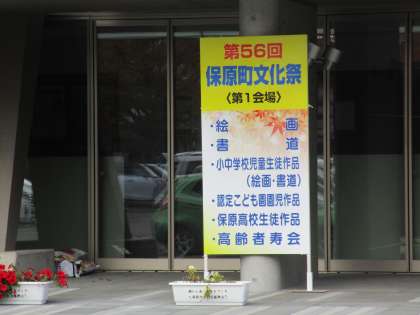 第56回
保原町文化祭
〈第1会場〉
・絵　　画
・書　　道
・小中学校児童生徒作品
（絵画・書道）
・認定こども園園児作品
・保原高校生徒作品
・高齢者寿会